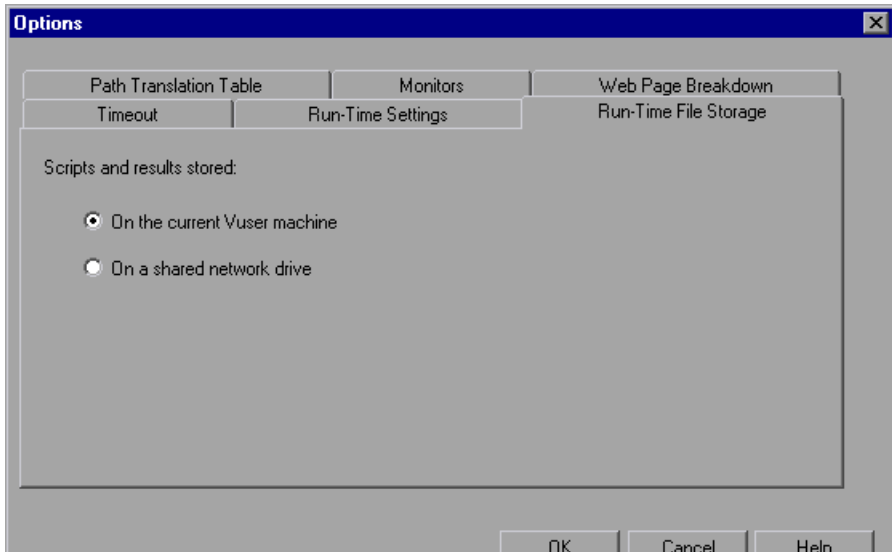 Options
Path Translation Table Monitors Web Page Breakdown
Timeout Run-Time Settings Run-Time File Storage
Scripts and results stored:
On the current Vuser machine
On a shared network drive
OK Cancel Help